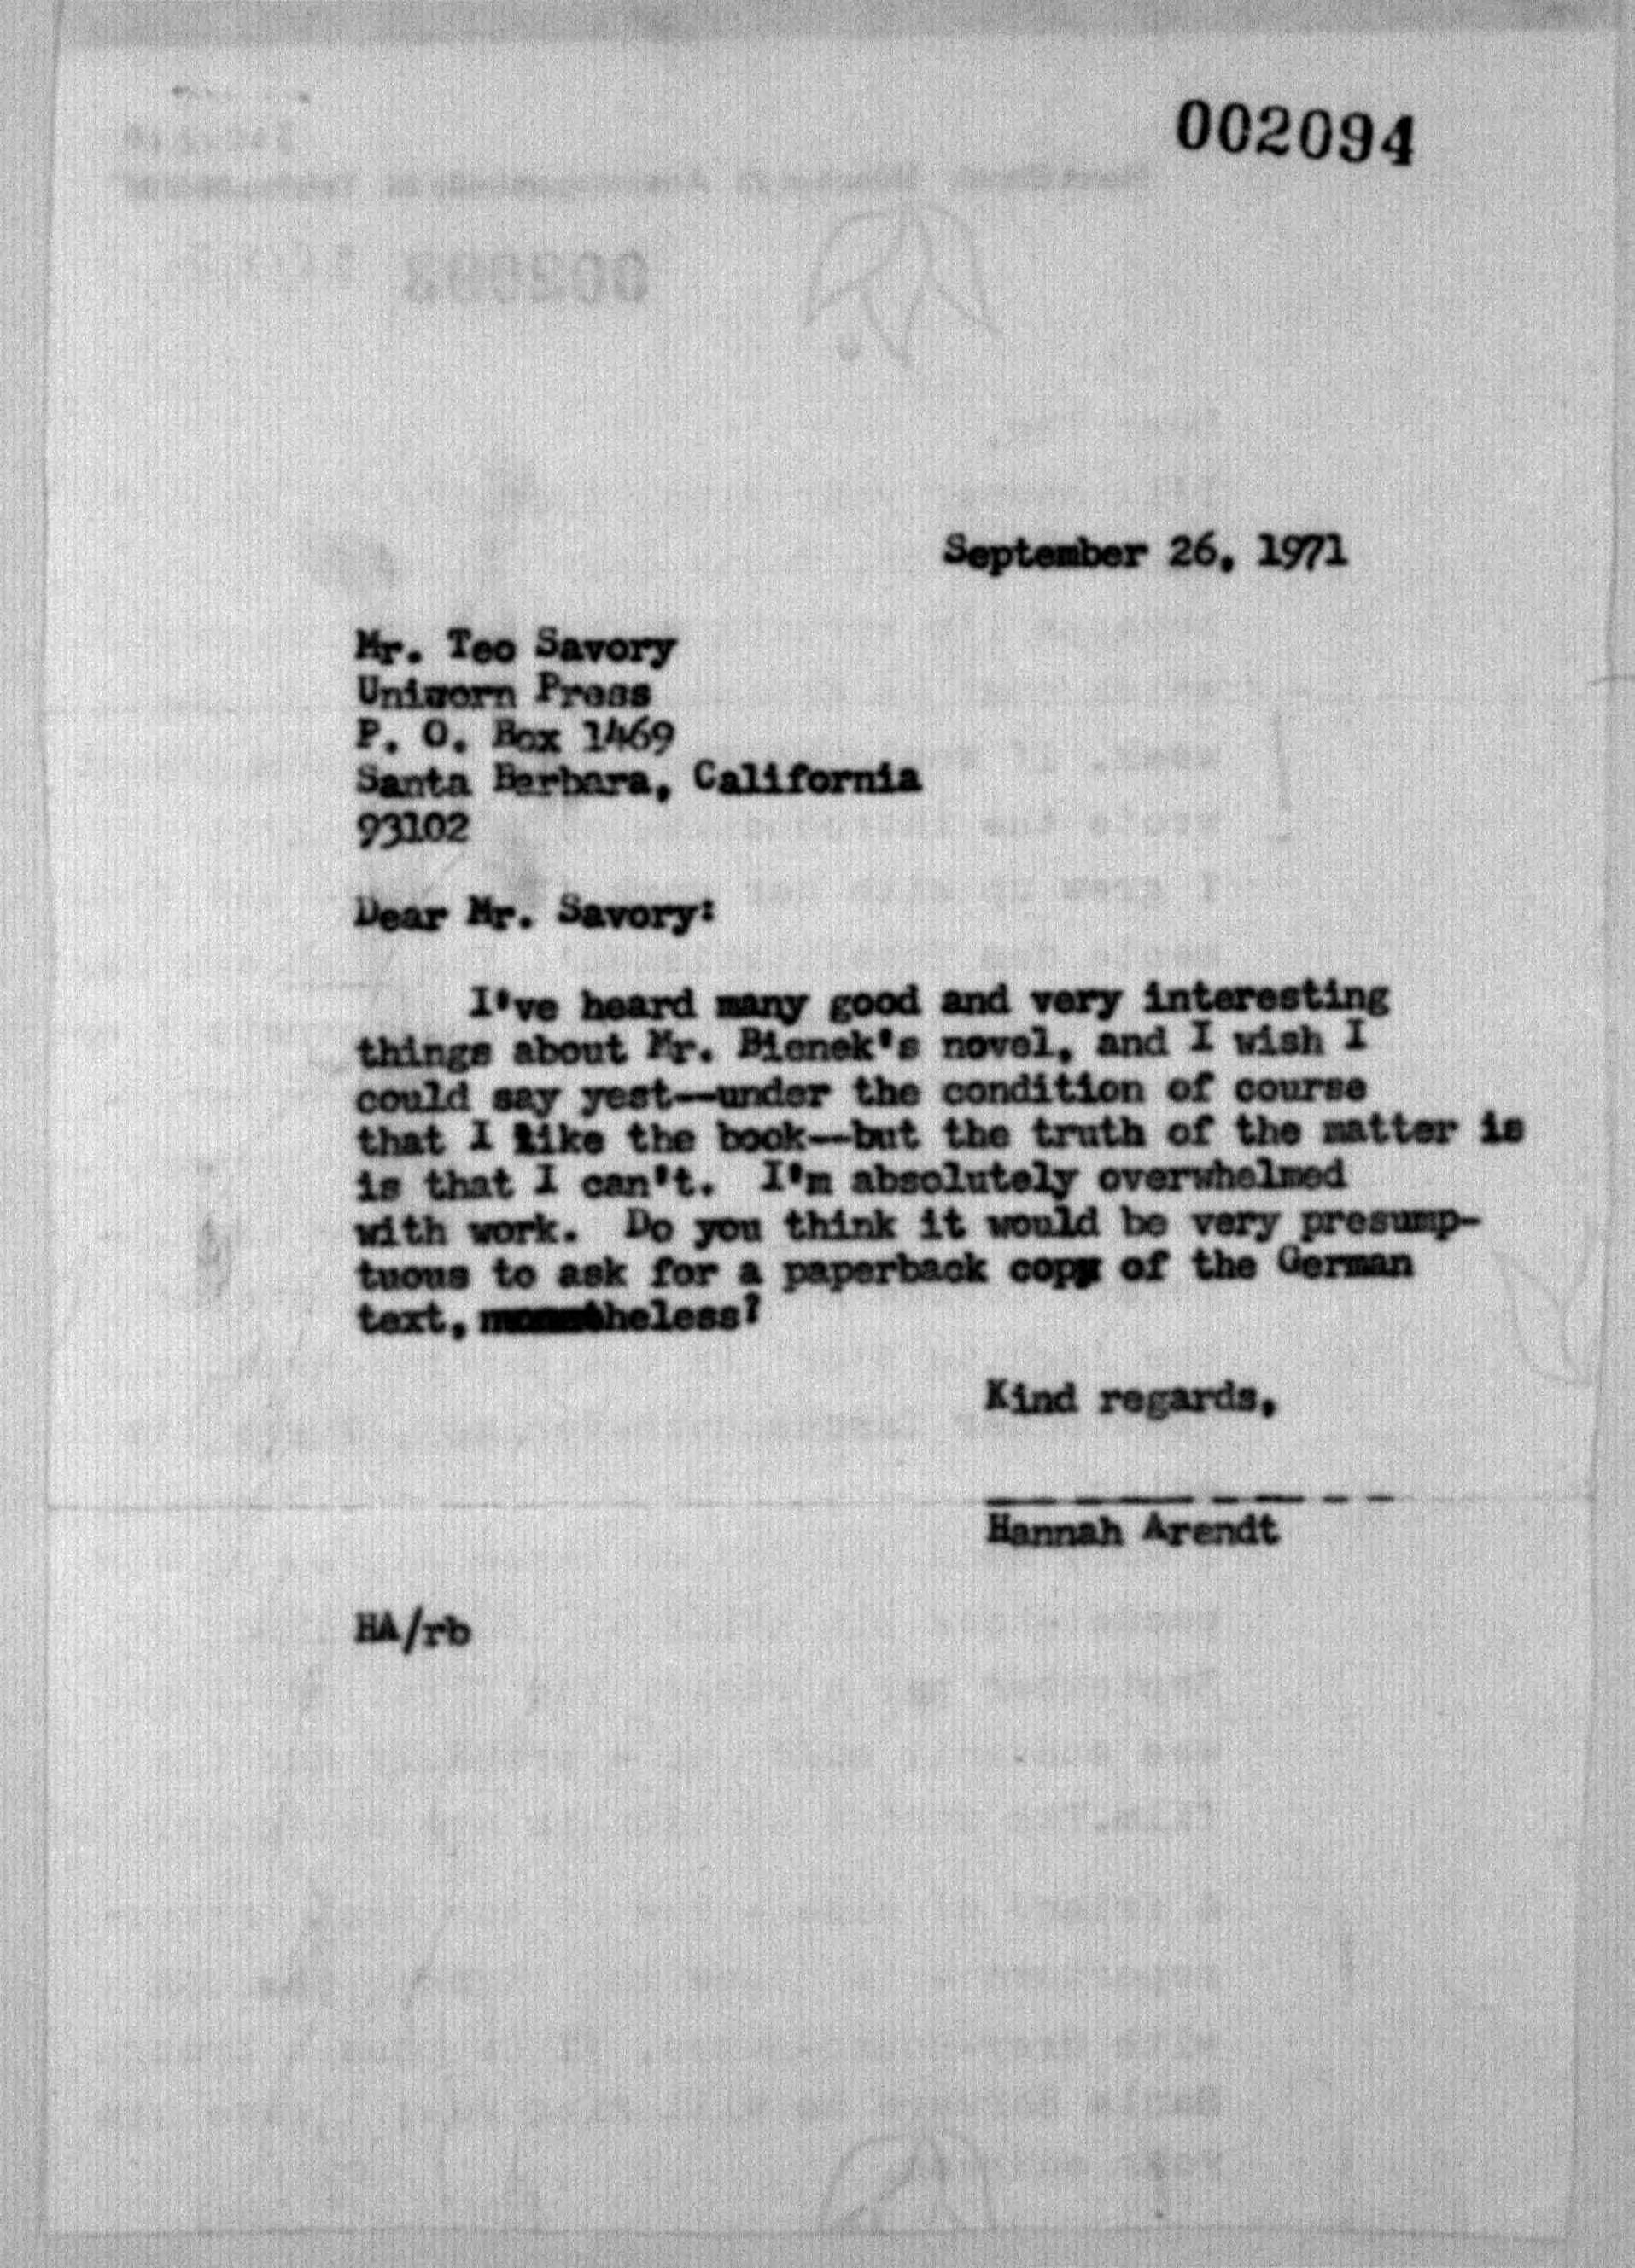 002094
September 26, 1971
Mr. Teo Savory
Uniworn Press
P. O. Box 1469
Santa Barbara, California
93102
Dear Mr. Savory:
I've heard many good and very interesting
things about Mr. Bienek's novel, and I wish I
could say yest--under the condition of course
that I like the book--but the truth of the matter is
is that I can't. I'm absolutely overwhelmed
with work. Do you think it would be very presump-
tuous to ask for a paperback copy of the German
text, nonetheless?
Kind regards,
Hannah Arendt
HA/rb